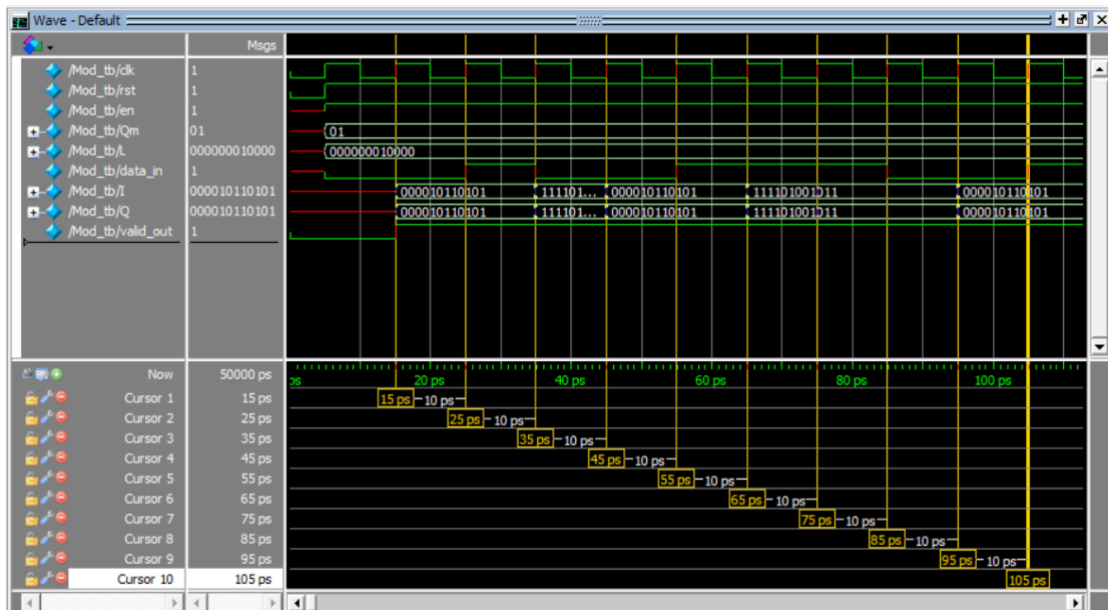 Wave - Default
Msgs
/Mod_tb/clk 1
/Mod_tb/rst 1
/Mod_tb/en 1
/Mod_tb/Qm 01 01
/Mod_tb/L 000000010000 000000010000
/Mod_tb/data_in 1
/Mod_tb/I 000010110101 000010110101 111101... 000010110101 111101001011 000010110101
/Mod_tb/Q 000010110101 000010110101 111101... 000010110101 111101001011 000010110101
/Mod_tb/valid_out 1
Now 50000 ps ps 20 ps 40 ps 60 ps 80 ps 100 ps
Cursor 1 15 ps 15 ps 10 ps
Cursor 2 25 ps 25 ps 10 ps
Cursor 3 35 ps 35 ps 10 ps
Cursor 4 45 ps 45 ps 10 ps
Cursor 5 55 ps 55 ps 10 ps
Cursor 6 65 ps 65 ps 10 ps
Cursor 7 75 ps 75 ps 10 ps
Cursor 8 85 ps 85 ps 10 ps
Cursor 9 95 ps 95 ps 10 ps
Cursor 10 105 ps 105 ps